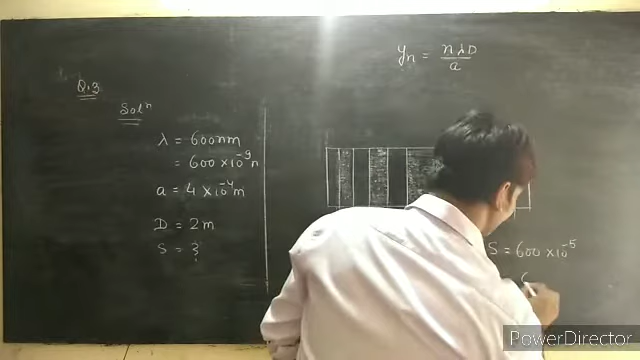 yn = nλD/a
Q.3
Solⁿ
λ = 600nm
= 600 × 10⁻⁹ m
a = 4 × 10⁻⁴ m
D = 2m
S = ?
S = 600 × 10⁻⁵
PowerDirector